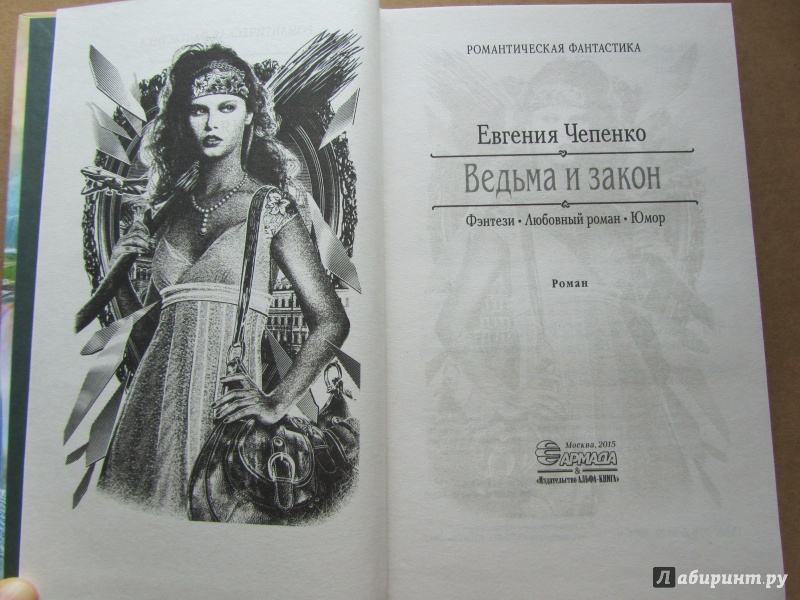 РОМАНТИЧЕСКАЯ ФАНТАСТИКА
Евгения Чепенко
Ведьма и закон
Фэнтези • Любовный роман • Юмор
Роман
Москва, 2015
АРМАДА
&
«Издательство АЛЬФА-КНИГА»
Лабиринт.ру